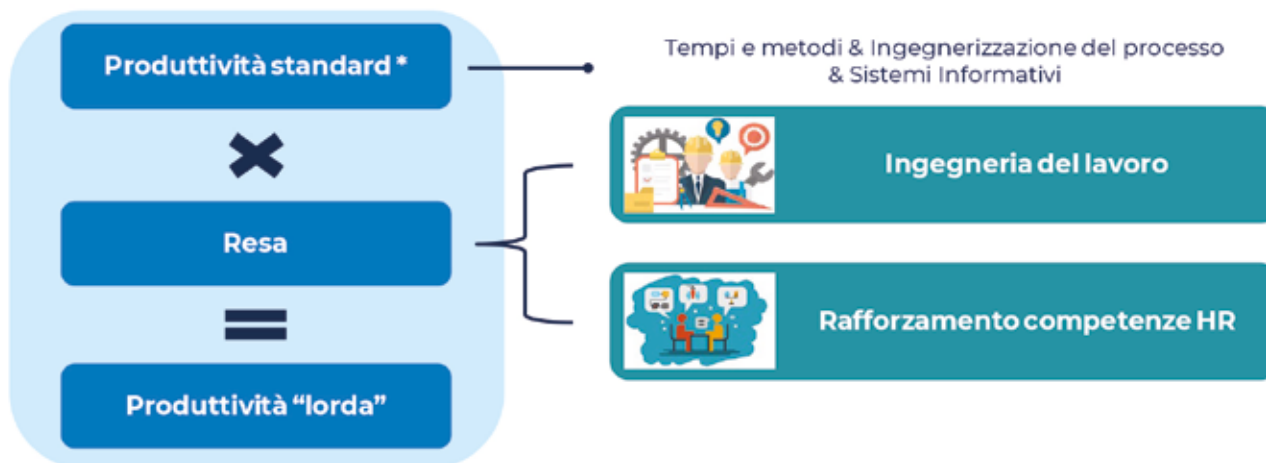 Produttività standard *
Tempi e metodi & Ingegnerizzazione del processo
& Sistemi Informativi
Ingegneria del lavoro
Resa
Rafforzamento competenze HR
Produttività “lorda”